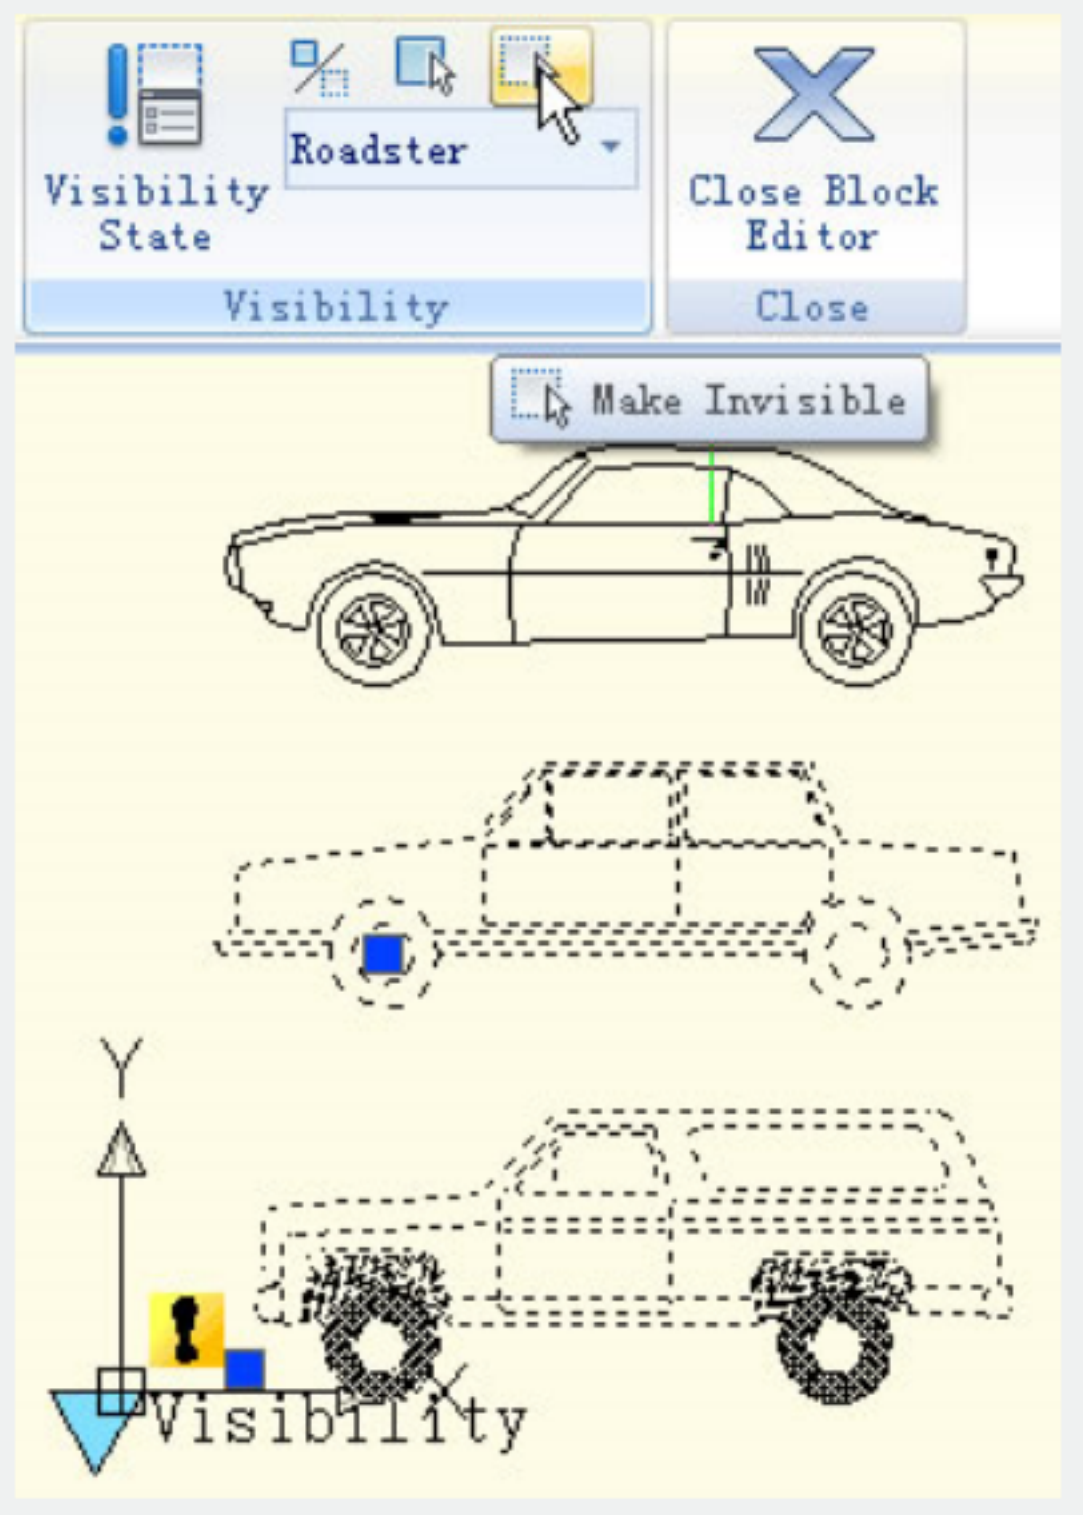 Roadster
Visibility
State
Close Block
Editor
Visibility
Close
Make Invisible
Y
X
Visibility